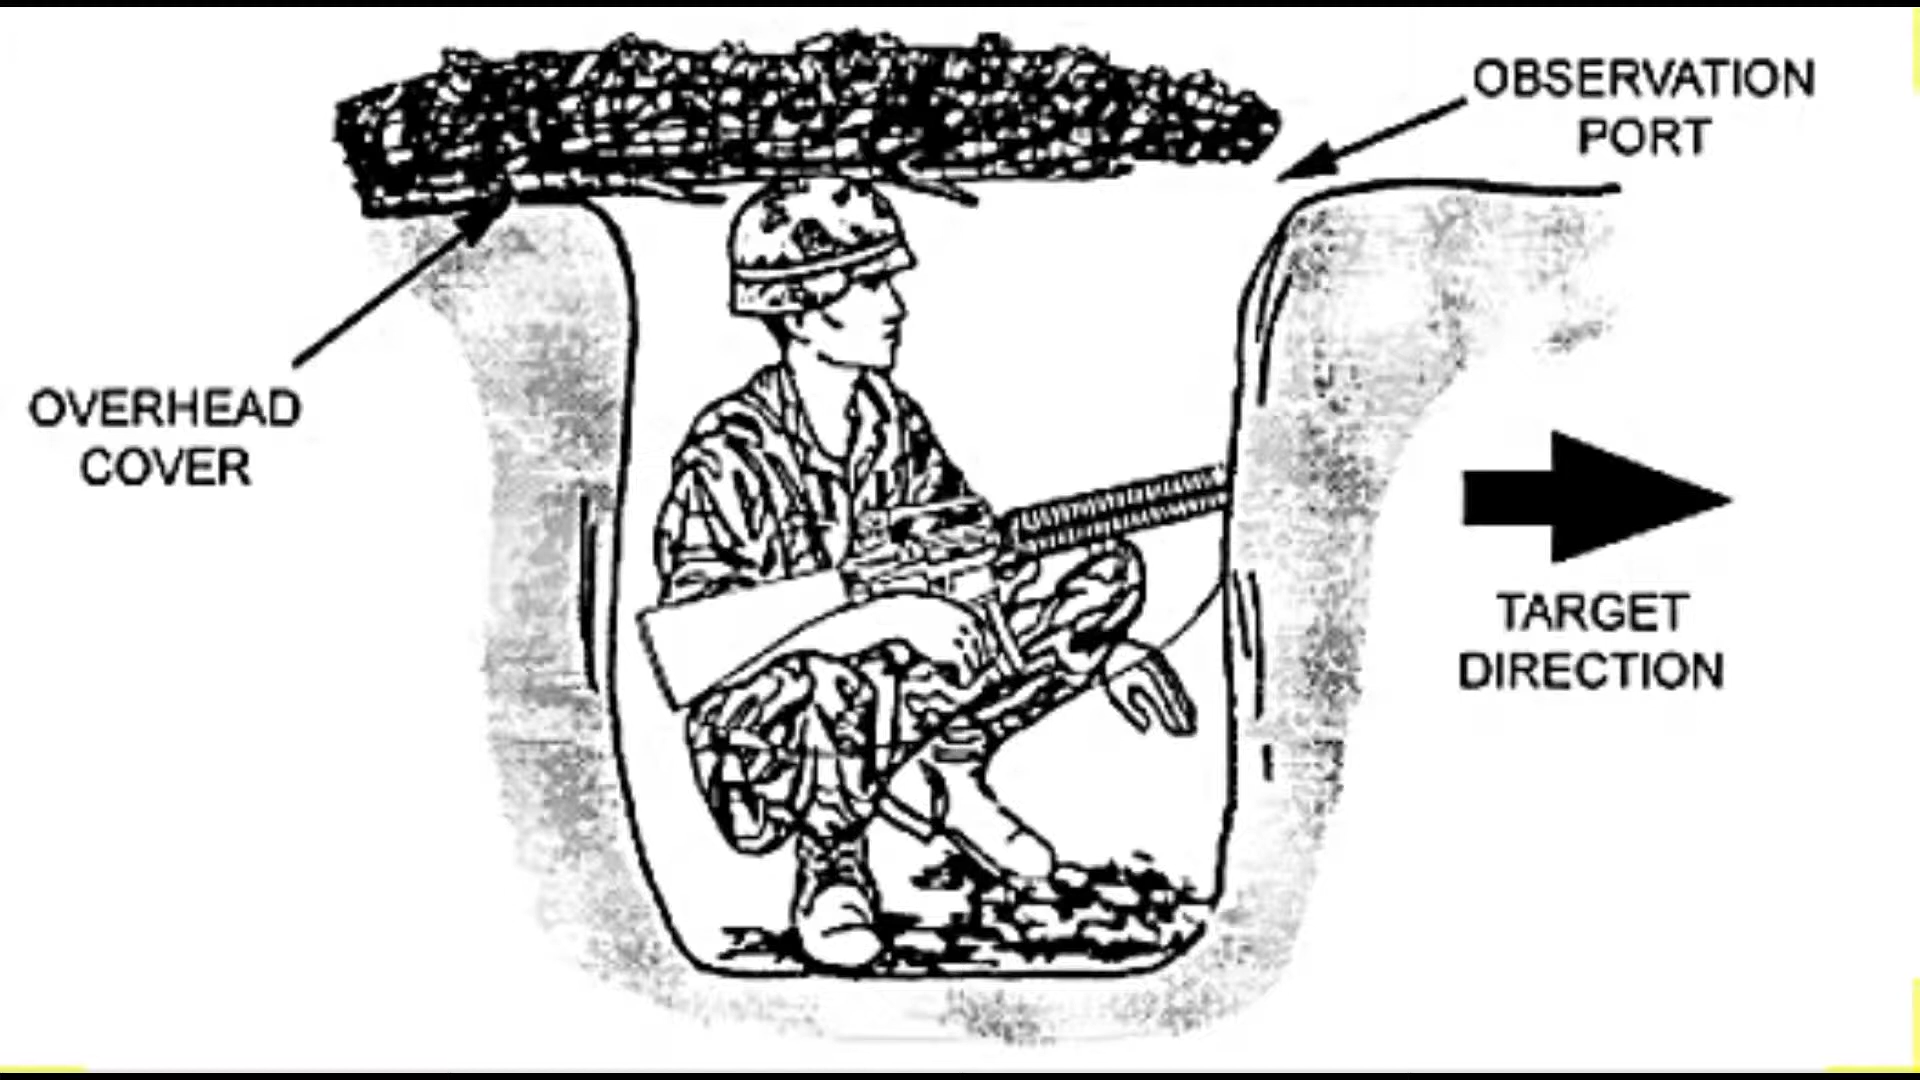 OBSERVATION
PORT
OVERHEAD
COVER
TARGET
DIRECTION